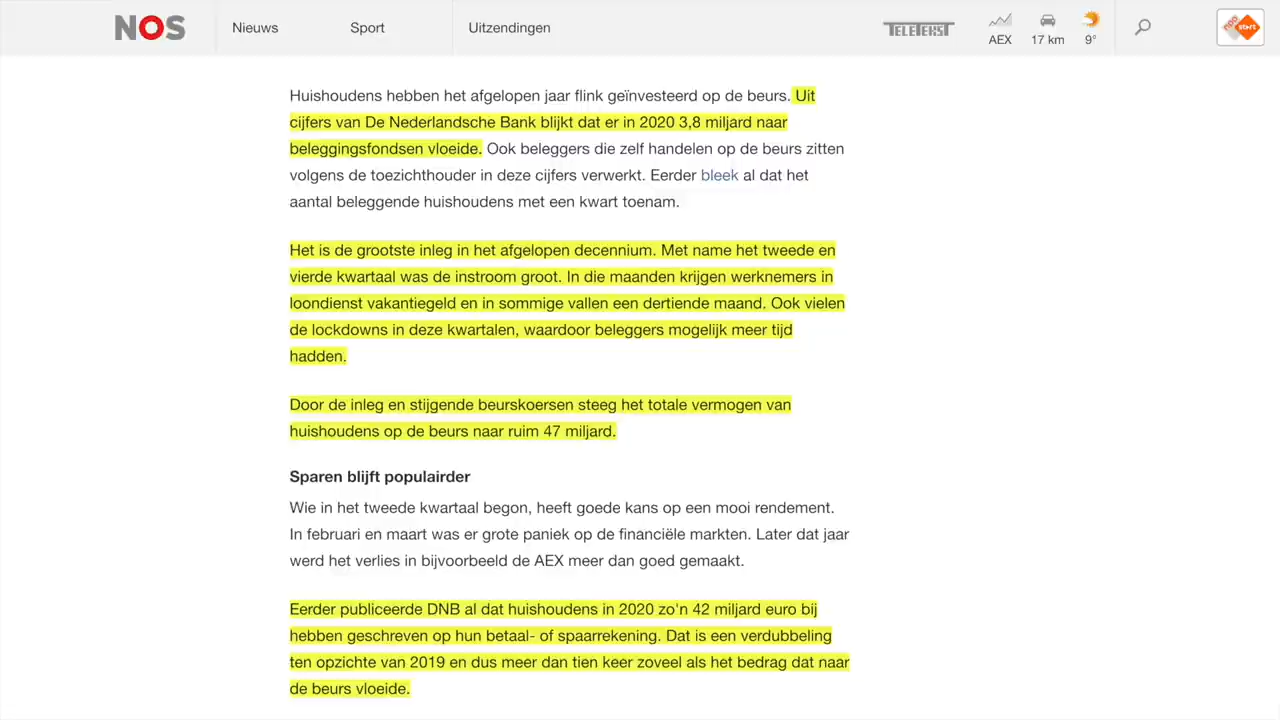 NOS
Nieuws
Sport
Uitzendingen
TELETEKST
AEX
17 km
9°
npo start
Huishoudens hebben het afgelopen jaar flink geïnvesteerd op de beurs. Uit
cijfers van De Nederlandsche Bank blijkt dat er in 2020 3,8 miljard naar
beleggingsfondsen vloeide. Ook beleggers die zelf handelen op de beurs zitten
volgens de toezichthouder in deze cijfers verwerkt. Eerder bleek al dat het
aantal beleggende huishoudens met een kwart toenam.
Het is de grootste inleg in het afgelopen decennium. Met name het tweede en
vierde kwartaal was de instroom groot. In die maanden krijgen werknemers in
loondienst vakantiegeld en in sommige vallen een dertiende maand. Ook vielen
de lockdowns in deze kwartalen, waardoor beleggers mogelijk meer tijd
hadden.
Door de inleg en stijgende beurskoersen steeg het totale vermogen van
huishoudens op de beurs naar ruim 47 miljard.
Sparen blijft populairder
Wie in het tweede kwartaal begon, heeft goede kans op een mooi rendement.
In februari en maart was er grote paniek op de financiële markten. Later dat jaar
werd het verlies in bijvoorbeeld de AEX meer dan goed gemaakt.
Eerder publiceerde DNB al dat huishoudens in 2020 zo'n 42 miljard euro bij
hebben geschreven op hun betaal- of spaarrekening. Dat is een verdubbeling
ten opzichte van 2019 en dus meer dan tien keer zoveel als het bedrag dat naar
de beurs vloeide.